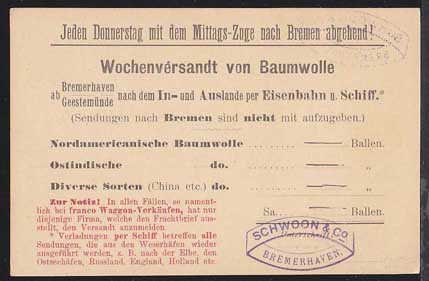 Jeden Donnerstag mit dem Mittags-Zuge nach Bremen abgehend!
Wochenversandt von Baumwolle
ab Bremerhaven
Geestemünde nach dem In- und Auslande per Eisenbahn u. Schiff.*
(Sendungen nach Bremen sind nicht mit aufzugeben.)
Nordamericanische Baumwolle Ballen.
Ostindische do. „
Diverse Sorten (China etc.) do. „
Zur Notiz! In allen Fällen, so nament-
lich bei franco Waggon-Verkäufen, hat nur
diejenige Firma, welche den Frachtbrief aus-
stellt, den Versandt anzumelden.
* Verladungen per Schiff betreffen alle
Sendungen, die aus den Weserhäfen wieder
ausgeführt werden, z. B. nach der Elbe, den
Ostseehäfen, Russland, England, Holland etc.
Sa. Ballen.
Unterschrift
SCHWOON & Co.
BREMERHAVEN.